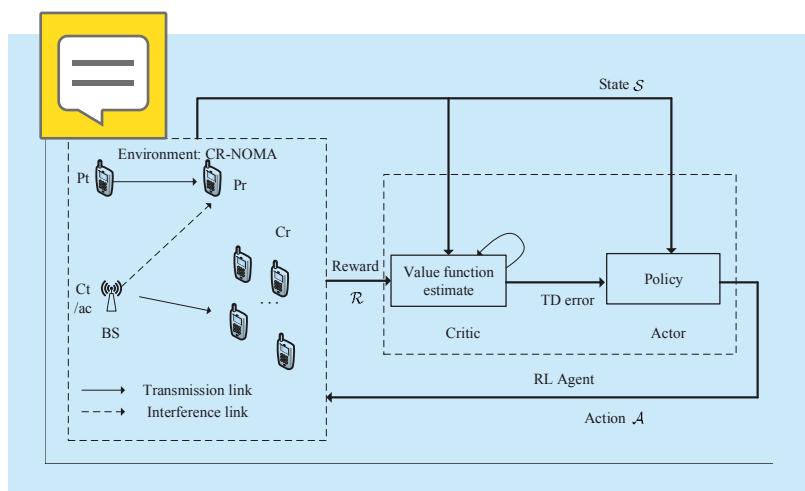 State 𝒮
Environment: CR-NOMA
Pt
Pr
Cr
Reward
ℛ
Value function
estimate
TD error
Policy
Ct
/ac
BS
Critic
Actor
Transmission link
Interference link
RL Agent
Action 𝒜
...